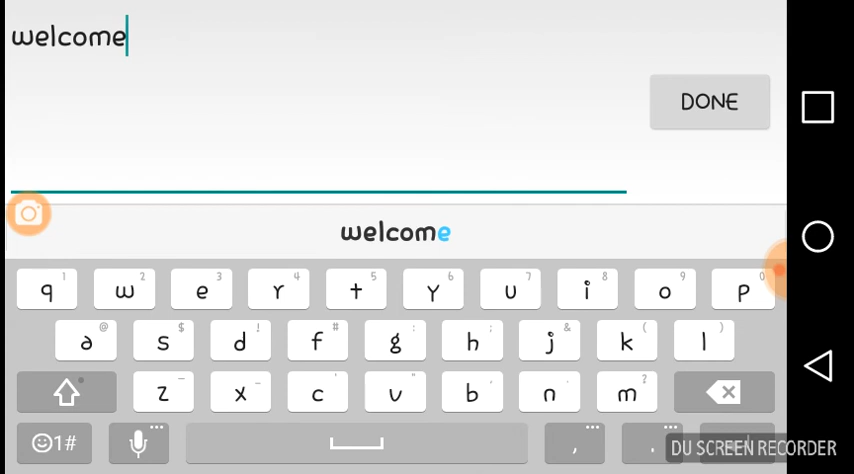 welcome
DONE
welcome
1 2 3 4 5 6 7 8 9 0
q w e r t y u i o p
@ $ ! # : ; & ( )
a s d f g h j k l
z x c v b n m
1# , .
DU SCREEN RECORDER